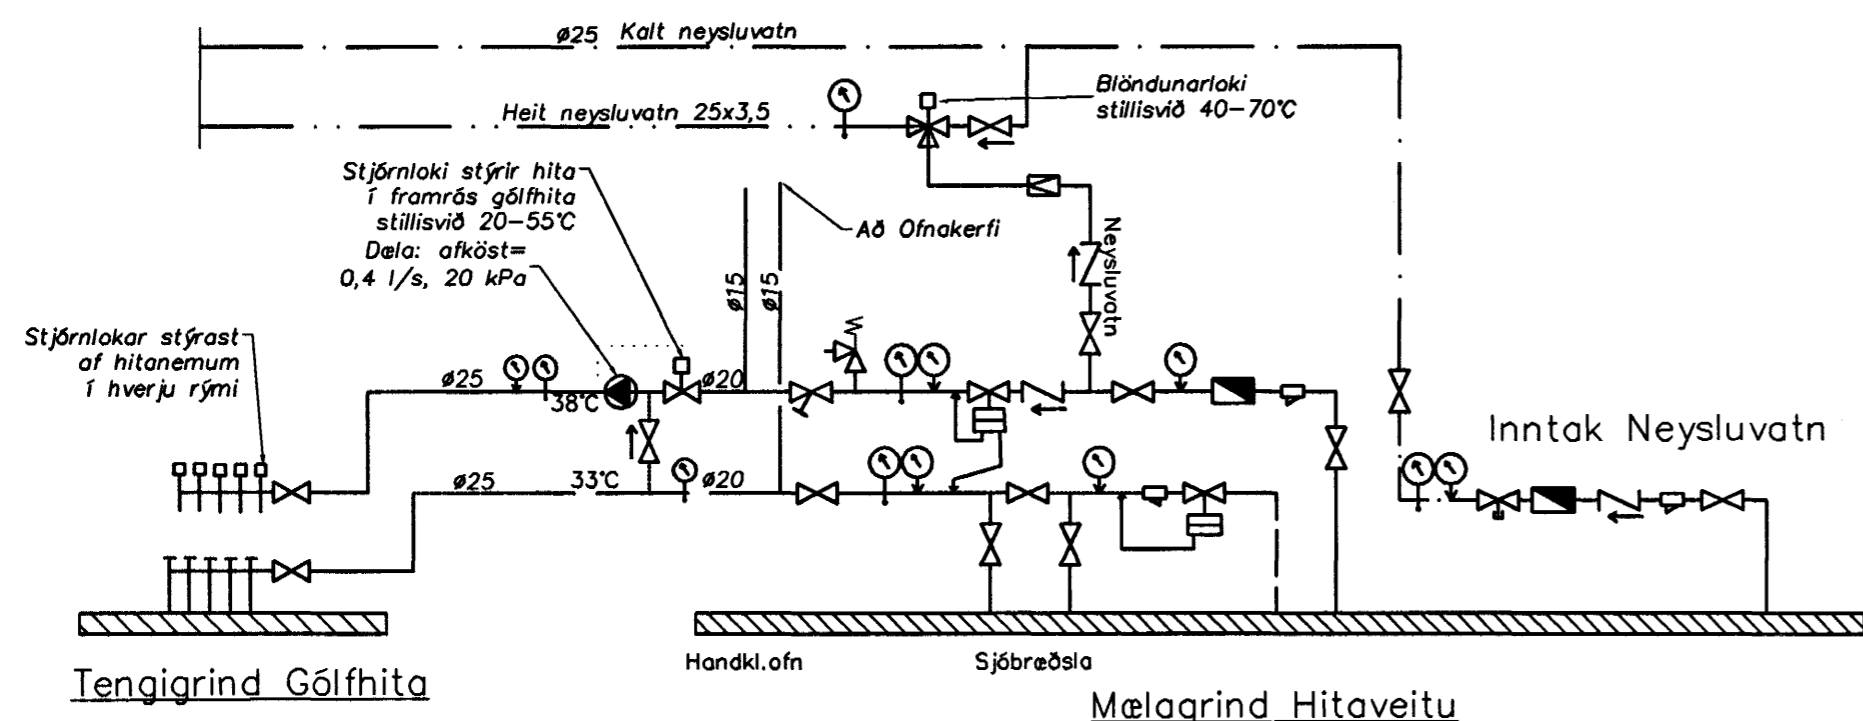 ø25 Kalt neysluvatn
Heit neysluvatn 25x3,5
Blöndunarloki
stillisvið 40-70°C
Stjórnloki stýrir hita
í framrás gólfhita
stillisvið 20-55°C
Dæla: afköst=
0,4 l/s, 20 kPa
Að Ofnakerfi
Neysluvatn
ø15
ø15
Stjórnlokar stýrast
af hitanemum
í hverju rými
ø25
38°C
ø20
ø25
33°C
ø20
Inntak Neysluvatn
Handkl.ofn
Sjóbræðsla
Tengigrind Gólfhita
Mælagrind Hitaveitu